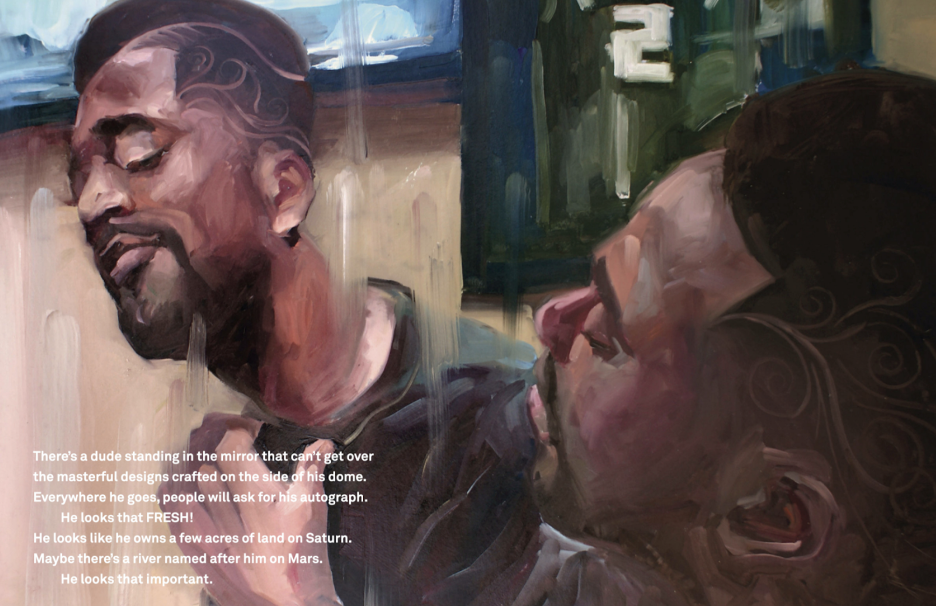 2
There's a dude standing in the mirror that can't get over
the masterful designs crafted on the side of his dome.
Everywhere he goes, people will ask for his autograph.
He looks that FRESH!
He looks like he owns a few acres of land on Saturn.
Maybe there's a river named after him on Mars.
He looks that important.